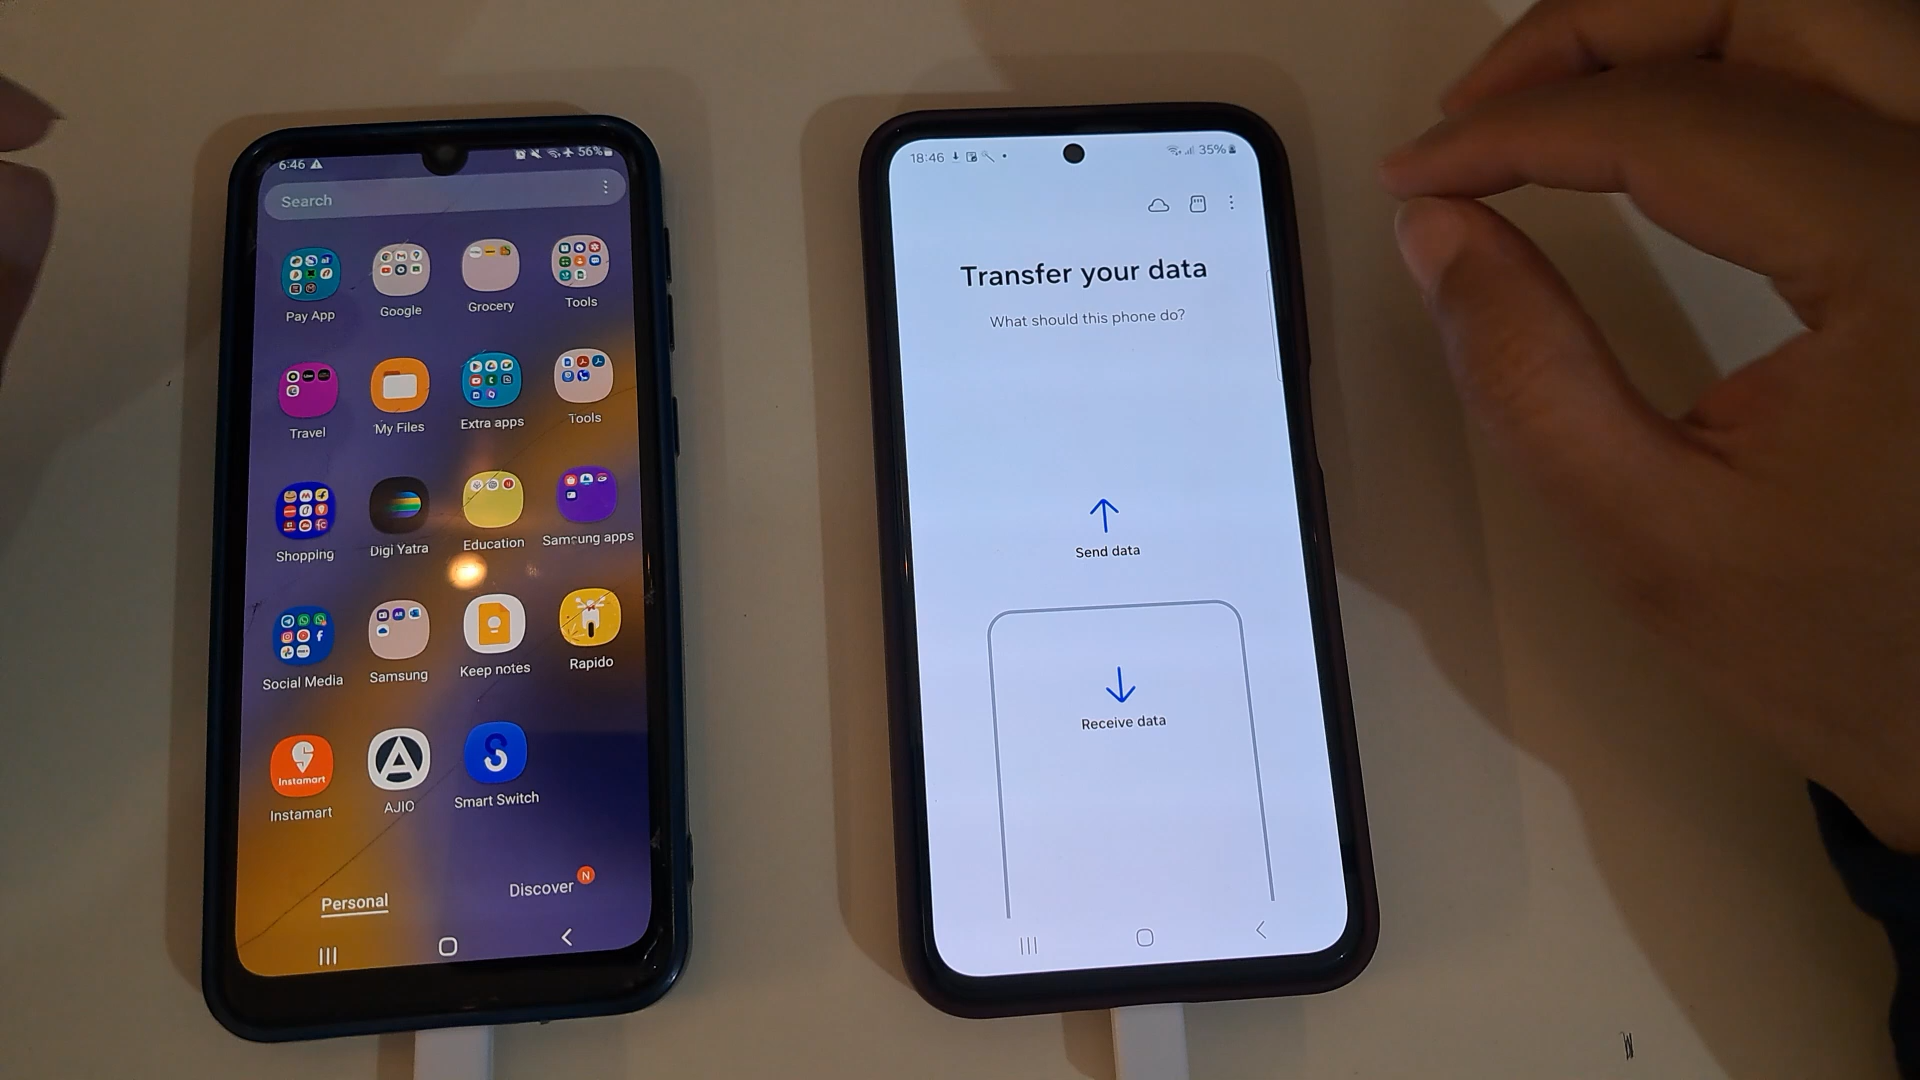 6:46
56%
Search
Pay App
Google
Grocery
Tools
Travel
My Files
Extra apps
Tools
Shopping
Digi Yatra
Education
Samsung apps
Social Media
Samsung
Keep notes
Rapido
Instamart
Instamart
AJIO
Smart Switch
Personal
Discover
N
18:46
35%
Transfer your data
What should this phone do?
Send data
Receive data